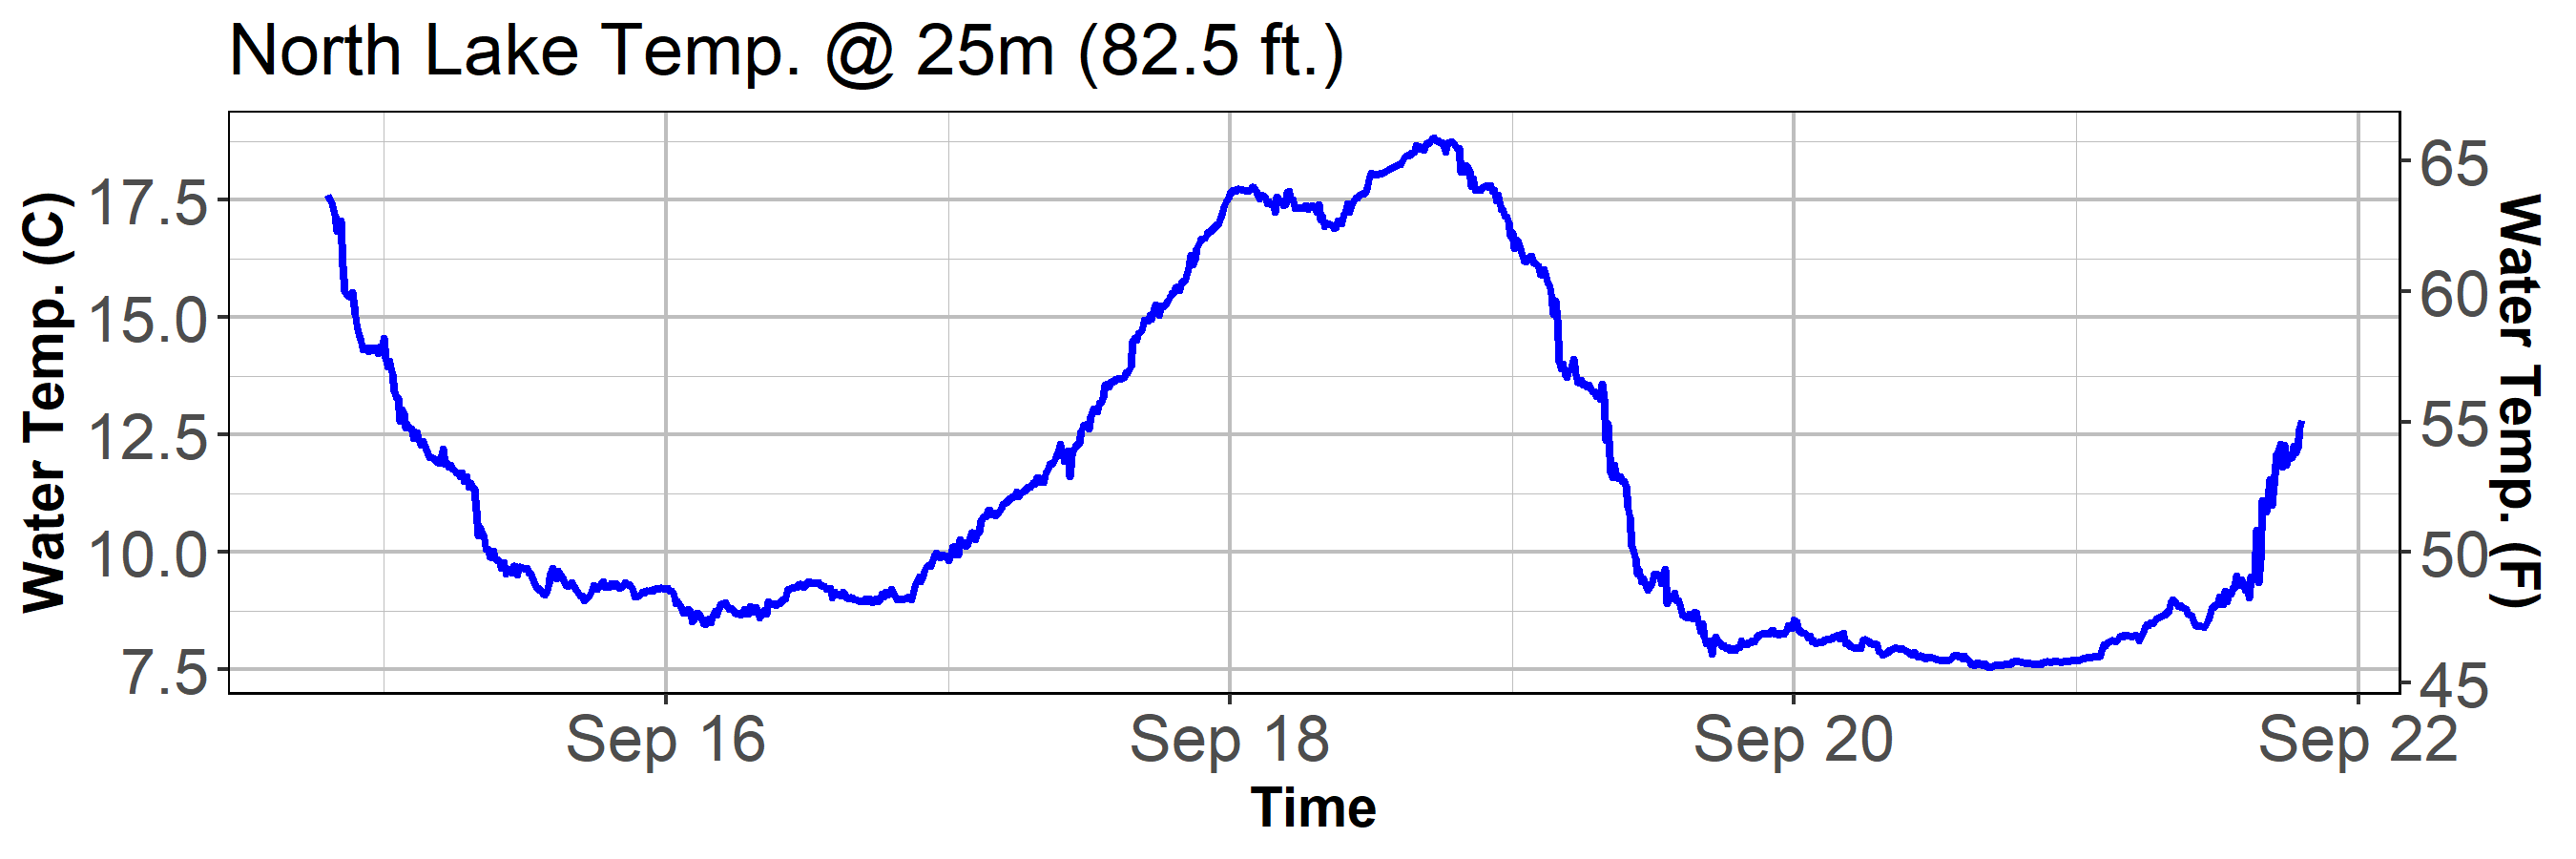 North Lake Temp. @ 25m (82.5 ft.)
Water Temp. (C)
17.5
15.0
12.5
10.0
7.5
65
60
55
50
45
Water Temp. (F)
Sep 16 Sep 18 Sep 20 Sep 22
Time